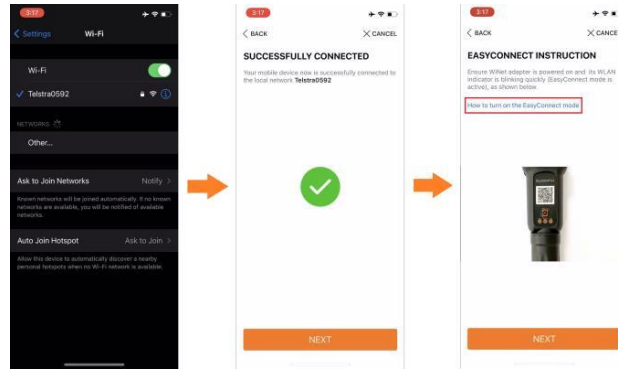 3:17
Settings
Wi-Fi
Wi-Fi
Telstra0592
NETWORKS
Other...
Ask to Join Networks
Notify
Known networks will be joined automatically. If no known
networks are available, you will be notified of available
networks.
Auto Join Hotspot
Ask to Join
Allow this device to automatically discover nearby
personal hotspots when no Wi-Fi network is available.
3:17
BACK
CANCEL
SUCCESSFULLY CONNECTED
Your mobile device now is successfully connected to
the local network Telstra0592
NEXT
3:17
BACK
CANCE
EASYCONNECT INSTRUCTION
Ensure WiNet adapter is powered on and its WLAN
indicator is blinking quickly (EasyConnect mode is
active), as shown below.
How to turn on the EasyConnect mode
NEXT